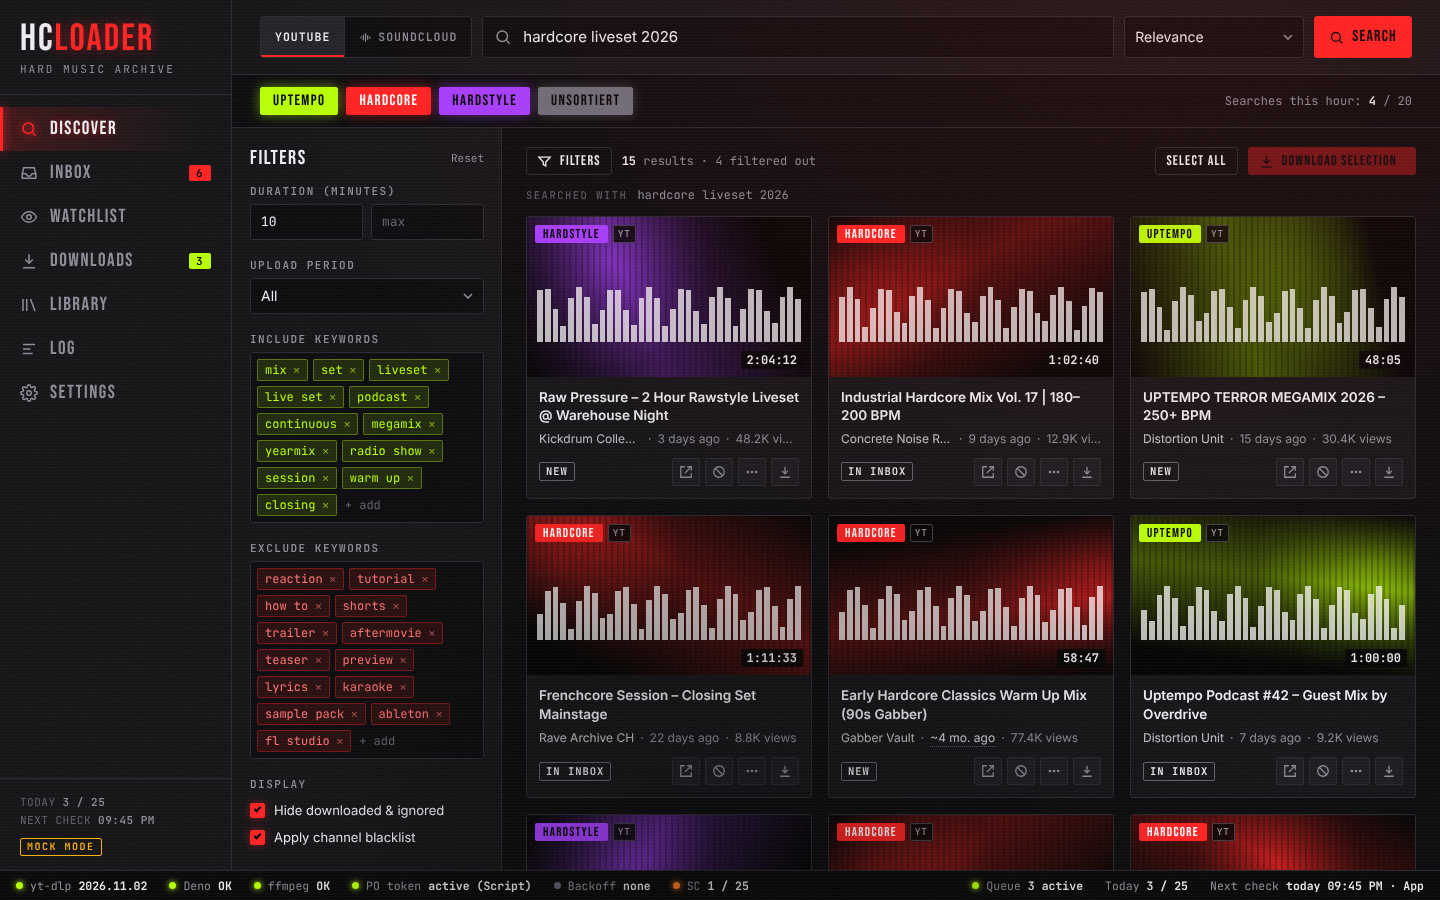 HCLOADER
HARD MUSIC ARCHIVE
DISCOVER
INBOX 6
WATCHLIST
DOWNLOADS 3
LIBRARY
LOG
SETTINGS
TODAY 3 / 25
NEXT CHECK 09:45 PM
MOCK MODE
YOUTUBE SOUNDCLOUD hardcore liveset 2026 Relevance SEARCH
UPTEMPO HARDCORE HARDSTYLE UNSORTIERT Searches this hour: 4 / 20
FILTERS Reset
DURATION (MINUTES)
10 max
UPLOAD PERIOD
All
INCLUDE KEYWORDS
mix × set × liveset ×
live set × podcast ×
continuous × megamix ×
yearmix × radio show ×
session × warm up ×
closing × + add
EXCLUDE KEYWORDS
reaction × tutorial ×
how to × shorts ×
trailer × aftermovie ×
teaser × preview ×
lyrics × karaoke ×
sample pack × ableton ×
fl studio × + add
DISPLAY
Hide downloaded & ignored
Apply channel blacklist
FILTERS 15 results · 4 filtered out SELECT ALL DOWNLOAD SELECTION
SEARCHED WITH hardcore liveset 2026
HARDSTYLE YT
2:04:12
Raw Pressure – 2 Hour Rawstyle Liveset
@ Warehouse Night
Kickdrum Colle... · 3 days ago · 48.2K vi...
NEW
HARDCORE YT
1:02:40
Industrial Hardcore Mix Vol. 17 | 180–
200 BPM
Concrete Noise R... · 9 days ago · 12.9K vi...
IN INBOX
UPTEMPO YT
48:05
UPTEMPO TERROR MEGAMIX 2026 –
250+ BPM
Distortion Unit · 15 days ago · 30.4K views
NEW
HARDCORE YT
1:11:33
Frenchcore Session – Closing Set
Mainstage
Rave Archive CH · 22 days ago · 8.8K views
IN INBOX
HARDCORE YT
58:47
Early Hardcore Classics Warm Up Mix
(90s Gabber)
Gabber Vault · ~4 mo. ago · 77.4K views
NEW
UPTEMPO YT
1:00:00
Uptempo Podcast #42 – Guest Mix by
Overdrive
Distortion Unit · 7 days ago · 9.2K views
IN INBOX
HARDSTYLE YT
HARDCORE YT
HARDCORE YT
yt-dlp 2026.11.02 Deno OK ffmpeg OK PO token active (Script) Backoff none SC 1 / 25 Queue 3 active Today 3 / 25 Next check today 09:45 PM · App